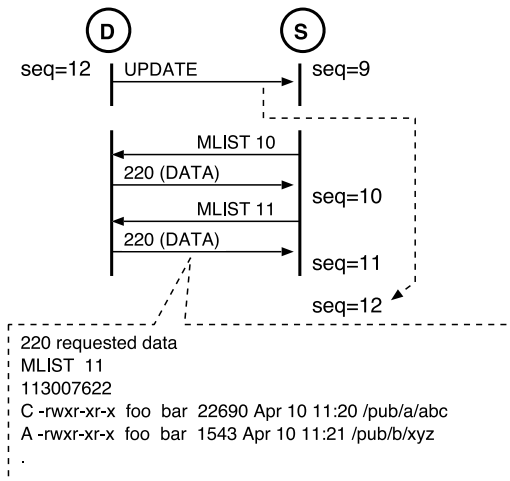 D S
seq=12 UPDATE seq=9
MLIST 10
220 (DATA)
seq=10
MLIST 11
220 (DATA)
seq=11
seq=12
220 requested data
MLIST 11
113007622
C -rwxr-xr-x foo bar 22690 Apr 10 11:20 /pub/a/abc
A -rwxr-xr-x foo bar 1543 Apr 10 11:21 /pub/b/xyz
.